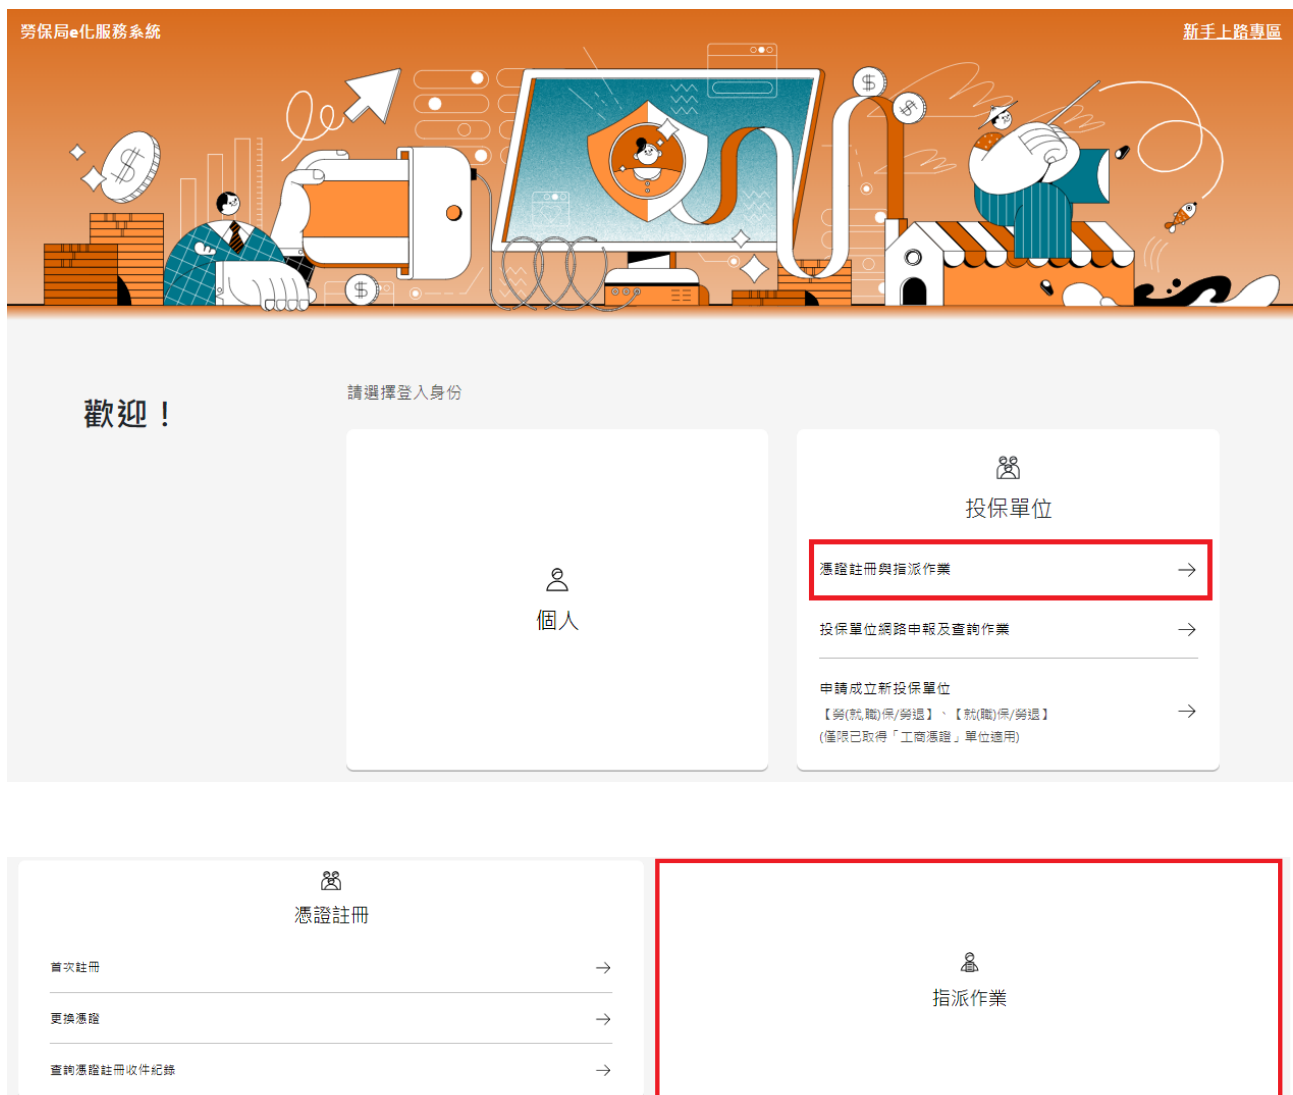 勞保局e化服務系統
新手上路專區
歡迎！
請選擇登入身份
個人
投保單位
憑證註冊與指派作業
投保單位網路申報及查詢作業
申請成立新投保單位
【勞(就,職)保/勞退】、【就(職)保/勞退】
(僅限已取得「工商憑證」單位適用)
憑證註冊
首次註冊
更換憑證
查詢憑證註冊收件紀錄
指派作業